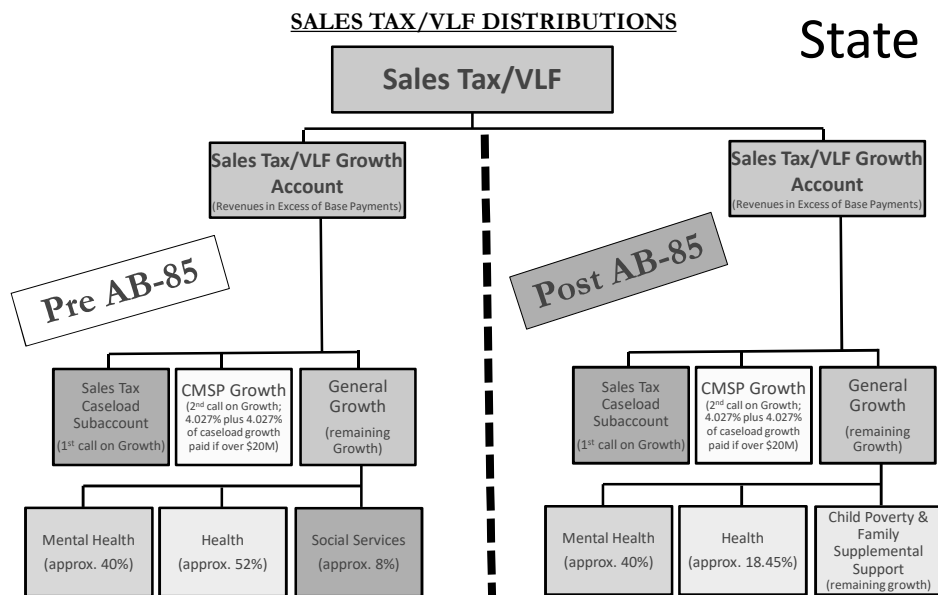 SALES TAX/VLF DISTRIBUTIONS
State
Sales Tax/VLF
Sales Tax/VLF Growth
Account
(Revenues in Excess of Base Payments)
Sales Tax/VLF Growth
Account
(Revenues in Excess of Base Payments)
Pre AB-85
Post AB-85
Sales Tax
Caseload
Subaccount
(1st call on Growth)
CMSP Growth
(2nd call on Growth;
4.027% plus 4.027%
of caseload growth
paid if over $20M)
General
Growth
(remaining
Growth)
Sales Tax
Caseload
Subaccount
(1st call on Growth)
CMSP Growth
(2nd call on Growth;
4.027% plus 4.027%
of caseload growth
paid if over $20M)
General
Growth
(remaining
Growth)
Mental Health
(approx. 40%)
Health
(approx. 52%)
Social Services
(approx. 8%)
Mental Health
(approx. 40%)
Health
(approx. 18.45%)
Child Poverty &
Family
Supplemental
Support
(remaining growth)